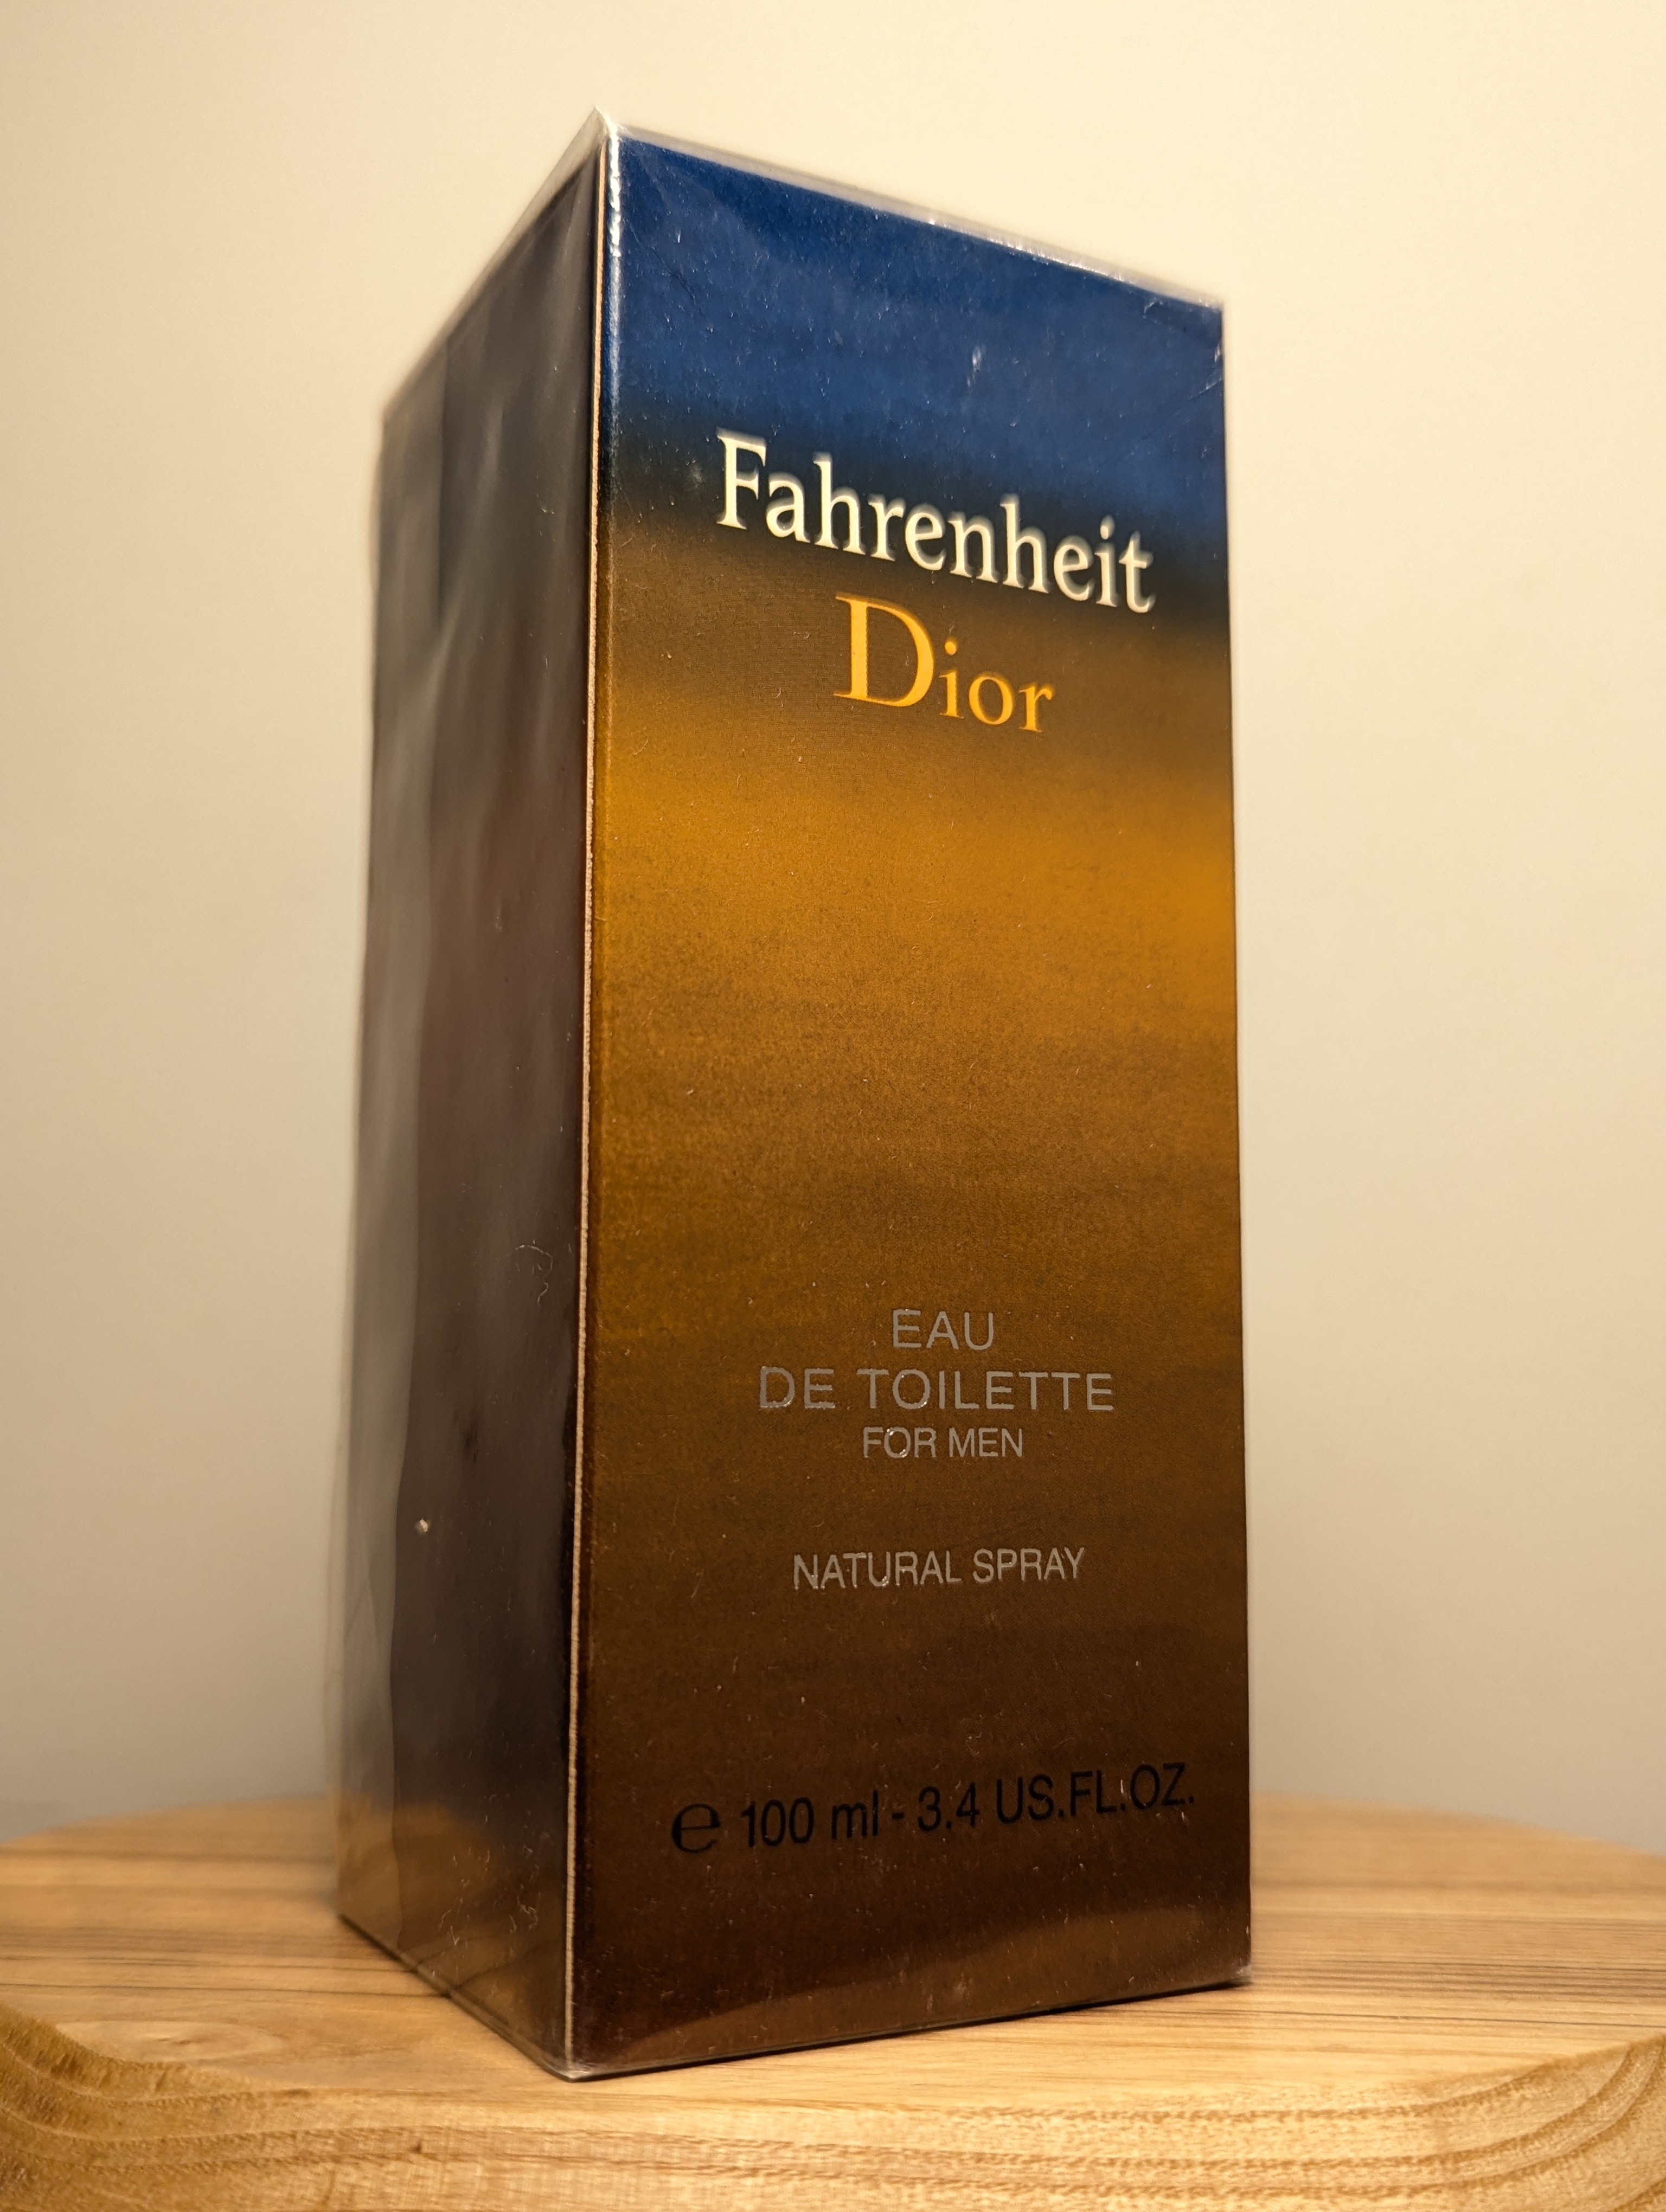 Fahrenheit
Dior
EAU
DE TOILETTE
FOR MEN
NATURAL SPRAY
℮ 100 ml - 3.4 US.FL.OZ.